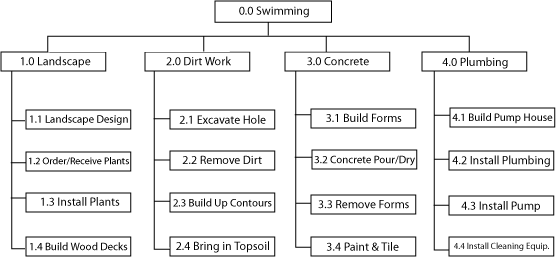 0.0 Swimming
1.0 Landscape
2.0 Dirt Work
3.0 Concrete
4.0 Plumbing
1.1 Landscape Design
2.1 Excavate Hole
3.1 Build Forms
4.1 Build Pump House
1.2 Order/Receive Plants
2.2 Remove Dirt
3.2 Concrete Pour/Dry
4.2 Install Plumbing
1.3 Install Plants
2.3 Build Up Contours
3.3 Remove Forms
4.3 Install Pump
1.4 Build Wood Decks
2.4 Bring in Topsoil
3.4 Paint & Tile
4.4 Install Cleaning Equip.